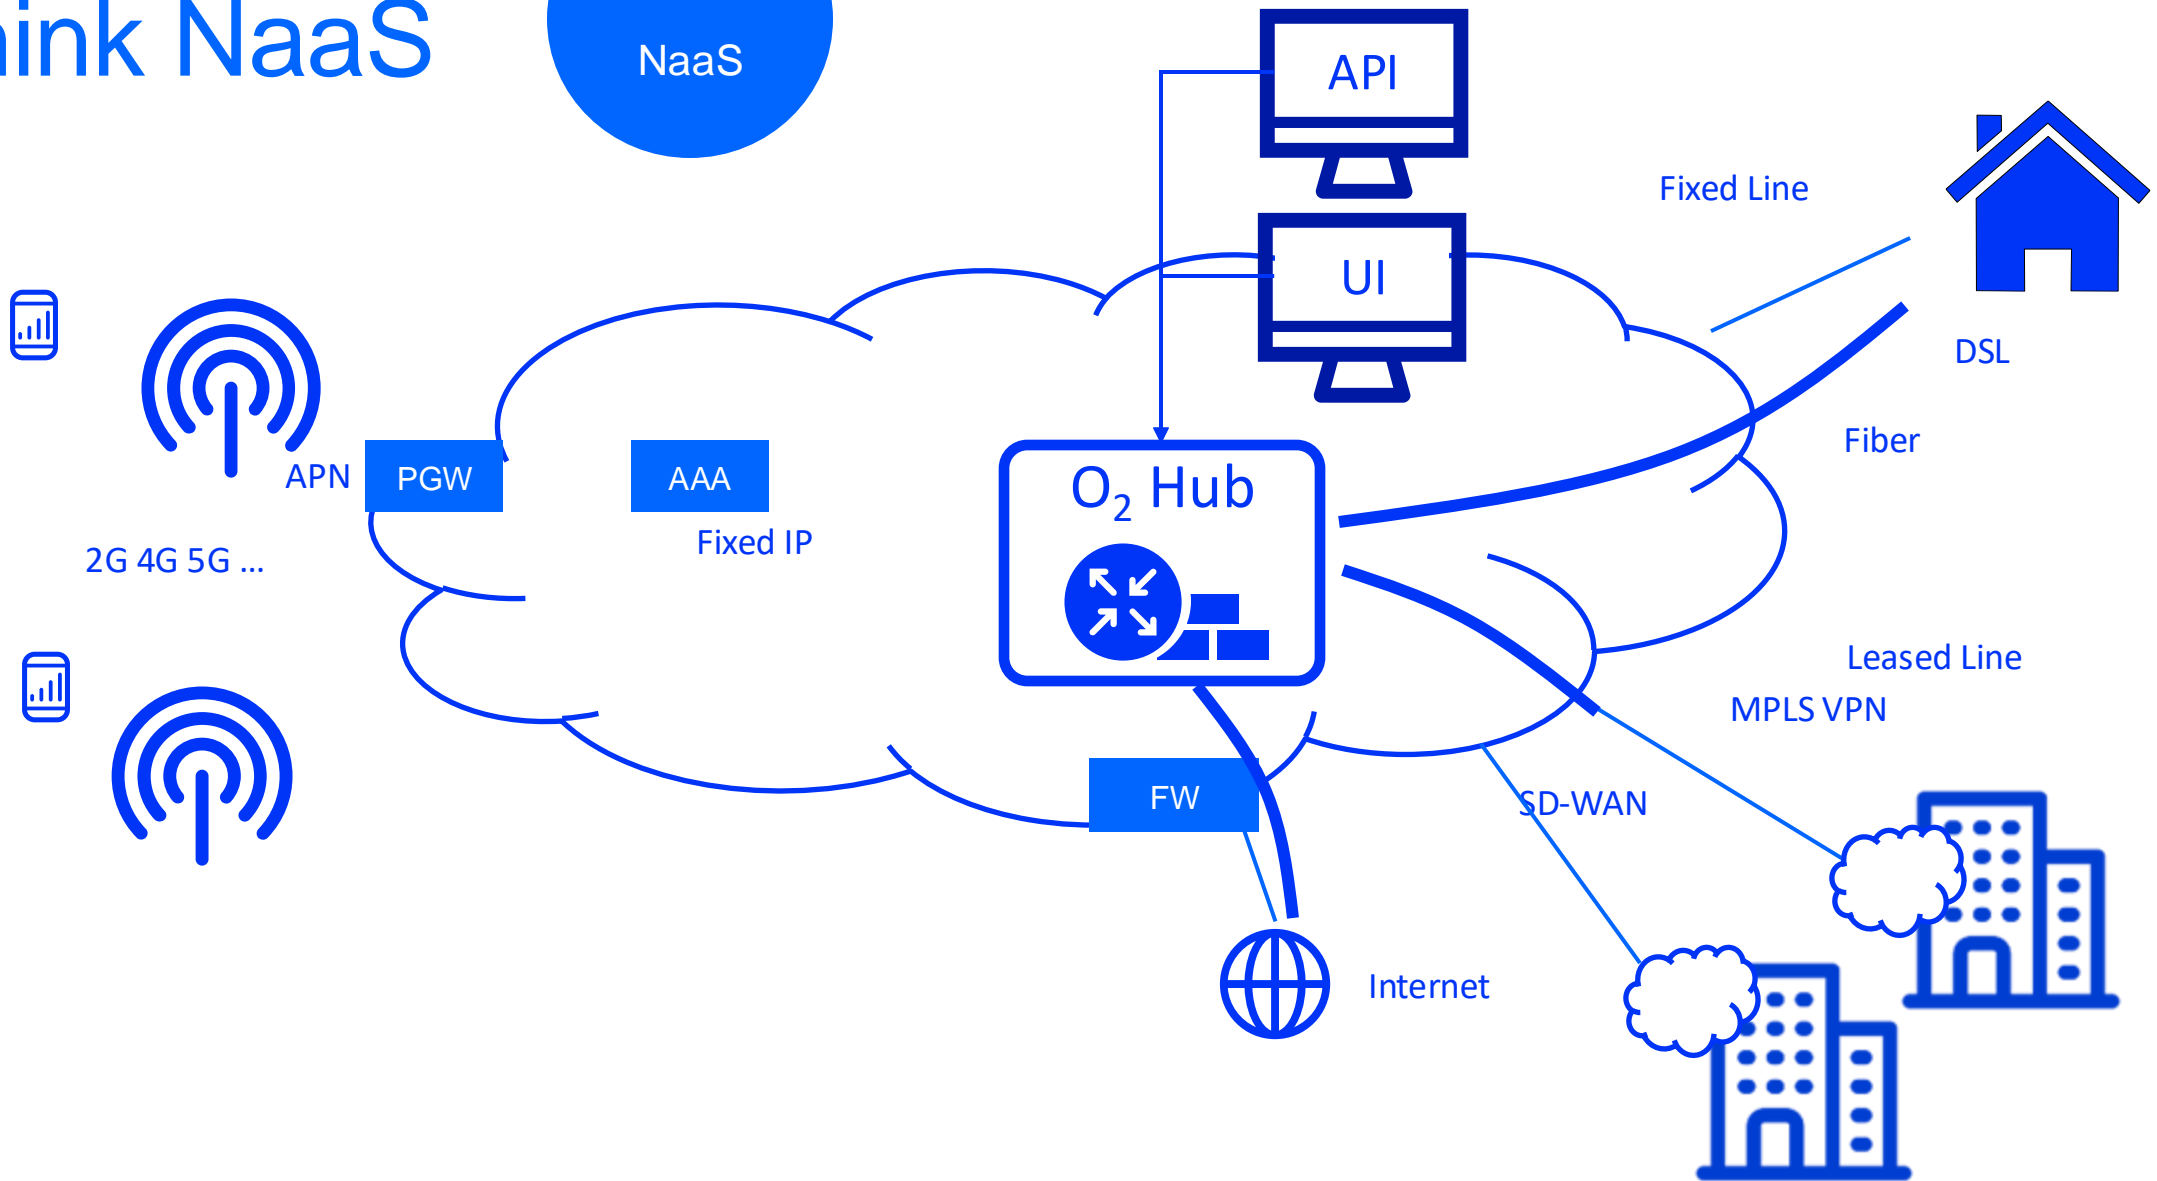 hink NaaS
NaaS
API
Fixed Line
UI
DSL
Fiber
APN
PGW
AAA
O₂ Hub
Fixed IP
2G 4G 5G ...
Leased Line
MPLS VPN
FW
SD-WAN
Internet